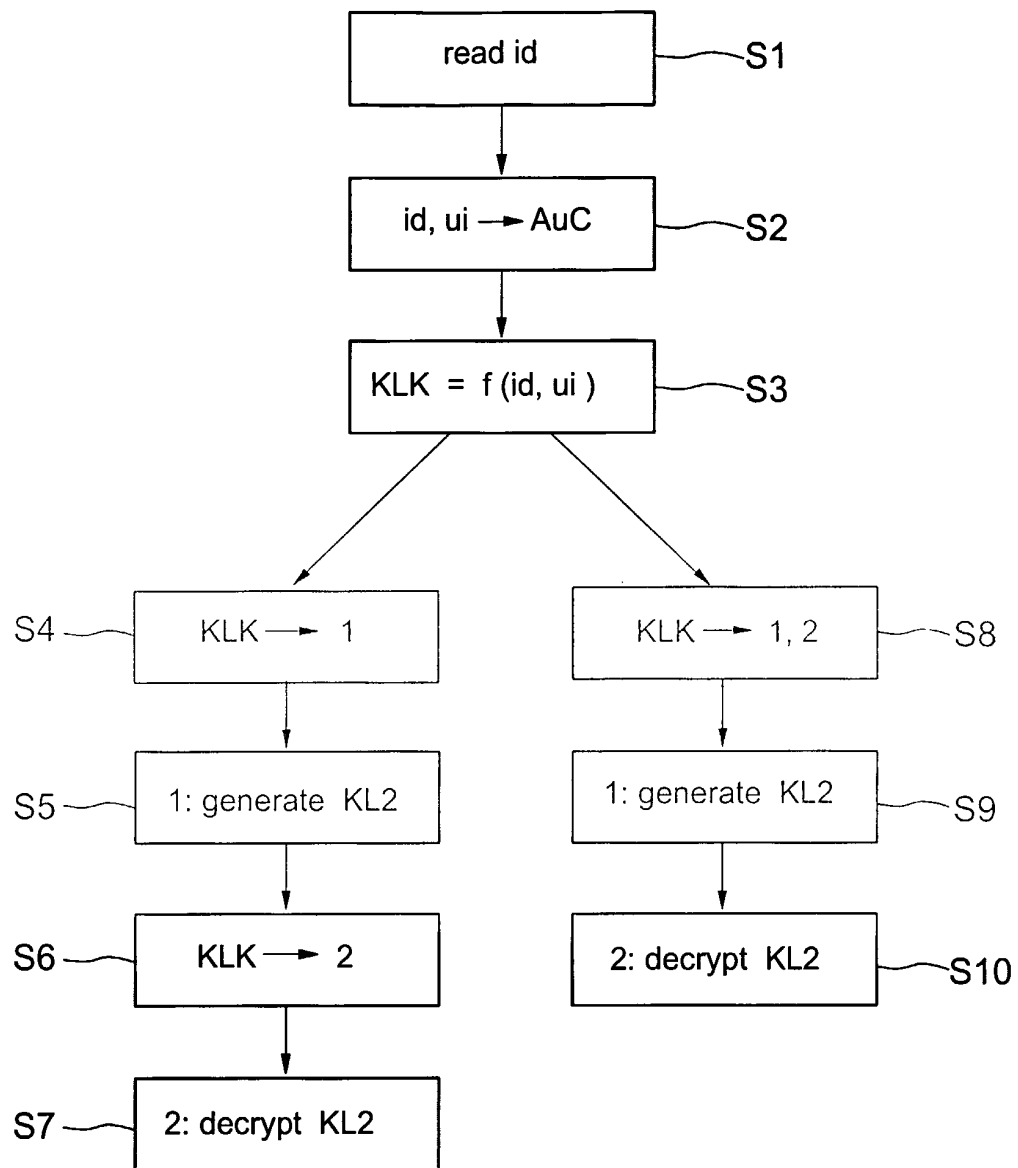 read id S1
id, ui → AuC S2
KLK = f (id, ui ) S3
S4 KLK → 1
KLK → 1, 2 S8
S5 1: generate KL2
1: generate KL2 S9
S6 KLK → 2
2: decrypt KL2 S10
S7 2: decrypt KL2